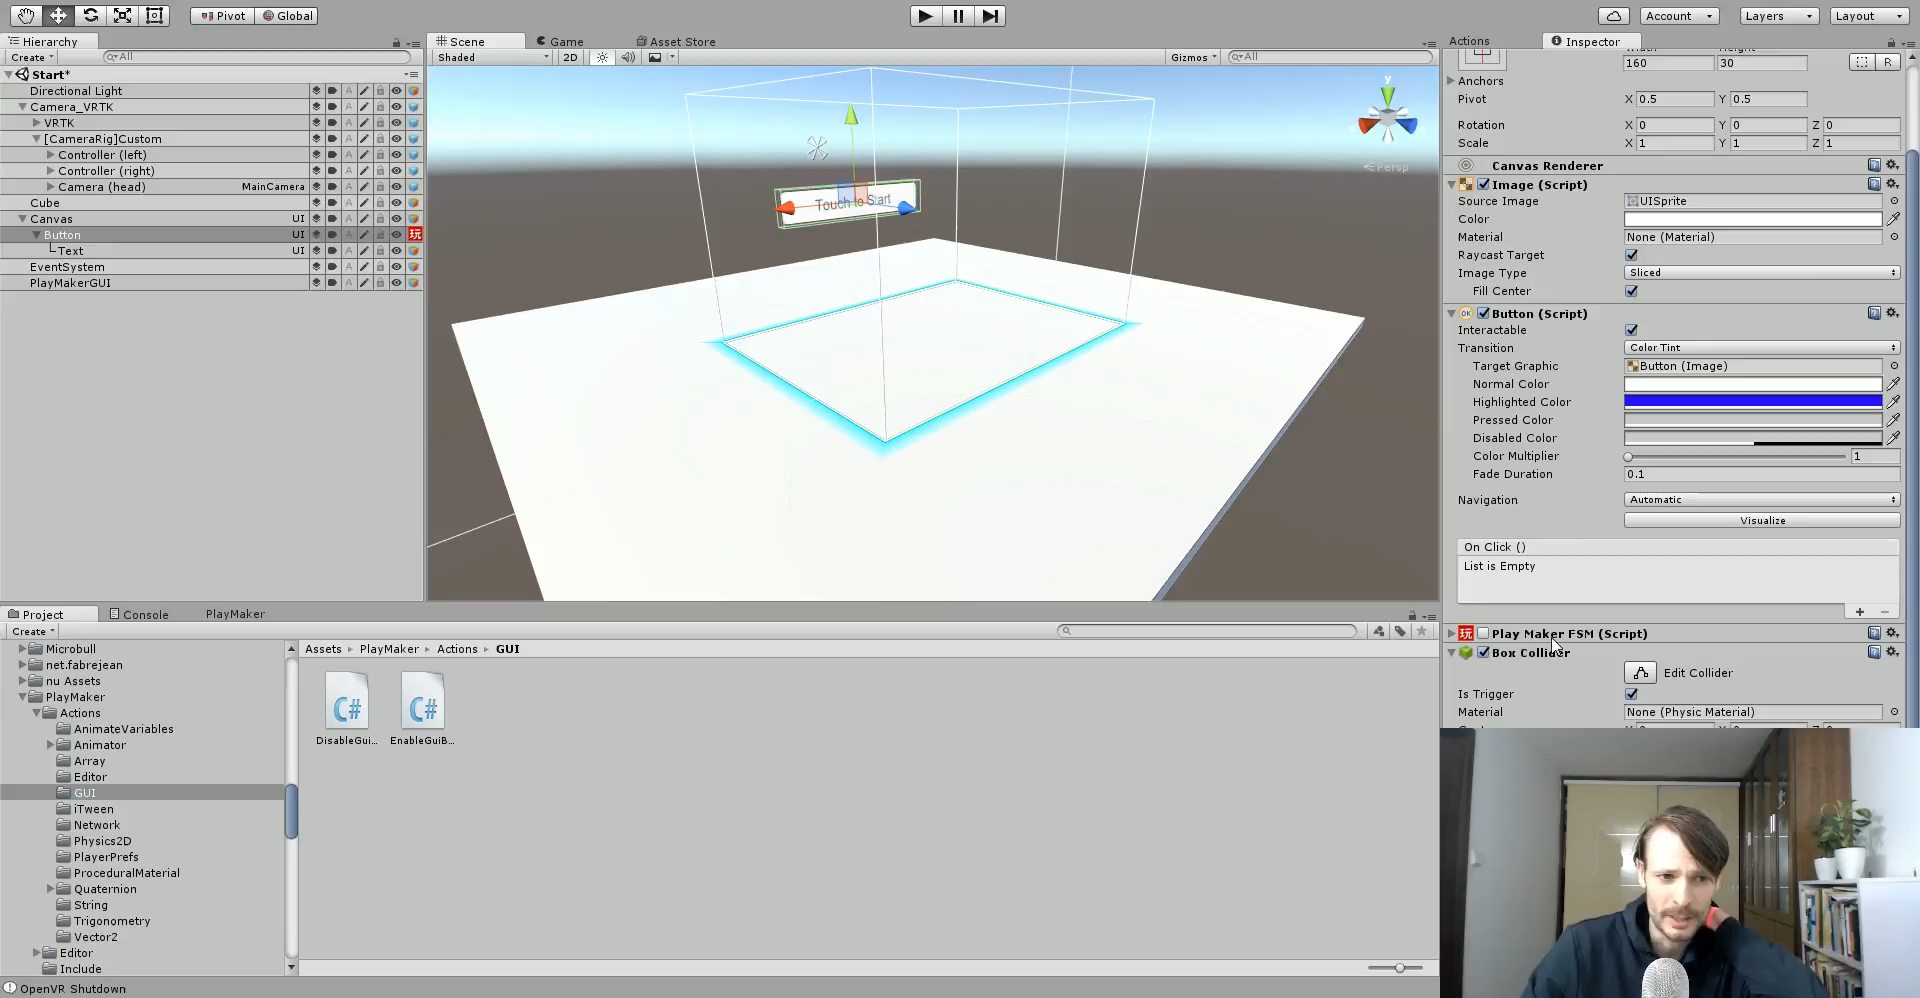 Pivot Global Account Layers Layout
Hierarchy
Create All
Start*
Directional Light
Camera_VRTK
VRTK
[CameraRig]Custom
Controller (left)
Controller (right)
Camera (head) MainCamera
Cube
Canvas UI
Button UI 玩
Text UI
EventSystem
PlayMakerGUI
Scene Game Asset Store
Shaded 2D Gizmos All
y
Persp
Touch to Start
Actions Inspector
Width Height
160 30 R
Anchors
Pivot X 0.5 Y 0.5
Rotation X 0 Y 0 Z 0
Scale X 1 Y 1 Z 1
Canvas Renderer
Image (Script)
Source Image UISprite
Color
Material None (Material)
Raycast Target
Image Type Sliced
Fill Center
OK Button (Script)
Interactable
Transition Color Tint
Target Graphic Button (Image)
Normal Color
Highlighted Color
Pressed Color
Disabled Color
Color Multiplier 1
Fade Duration 0.1
Navigation Automatic
Visualize
On Click ()
List is Empty
玩 Play Maker FSM (Script)
Box Collider
Edit Collider
Is Trigger
Material None (Physic Material)
Project Console PlayMaker
Create
Microbull
net.fabrejean
nu Assets
PlayMaker
Actions
AnimateVariables
Animator
Array
Editor
GUI
iTween
Network
Physics2D
PlayerPrefs
ProceduralMaterial
Quaternion
String
Trigonometry
Vector2
Editor
Include
Assets PlayMaker Actions GUI
C# C#
DisableGui... EnableGuiB...
OpenVR Shutdown